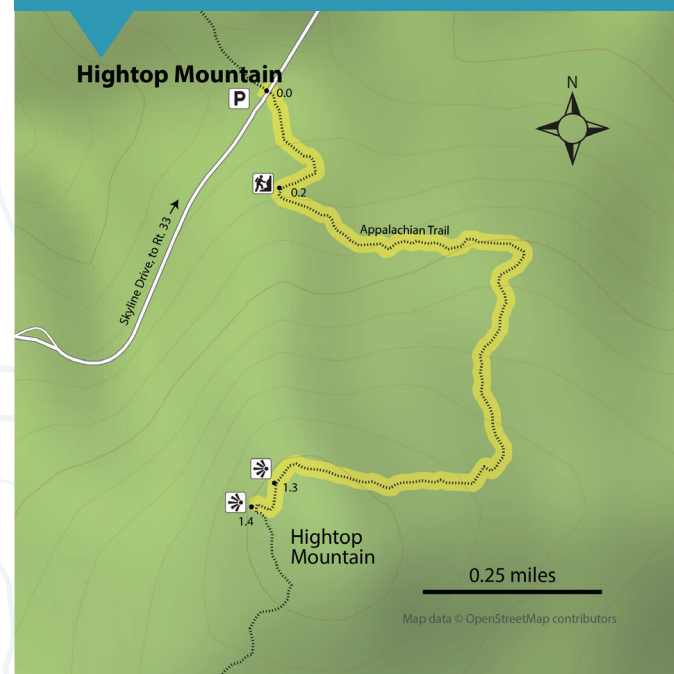 Hightop Mountain
N
P
0.0
0.2
Appalachian Trail
Skyline Drive, to Rt. 33
1.3
1.4
Hightop
Mountain
0.25 miles
Map data © OpenStreetMap contributors